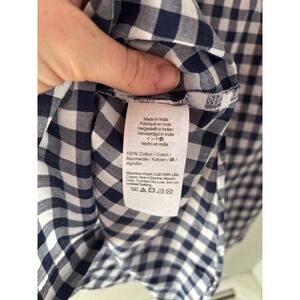 Made in India
Fabriqué en Inde
Hergestellt in Indien
Vervaardigd in India
インド製
hecho en India
100% Cotton / Coton /
Baumwolle / Katoen / 綿 /
algodón
Machine Wash Cold With Like
Colors, Non-Chlorine Bleach
Only, Tumble Dry Low, Iron on
Lowest Setting.